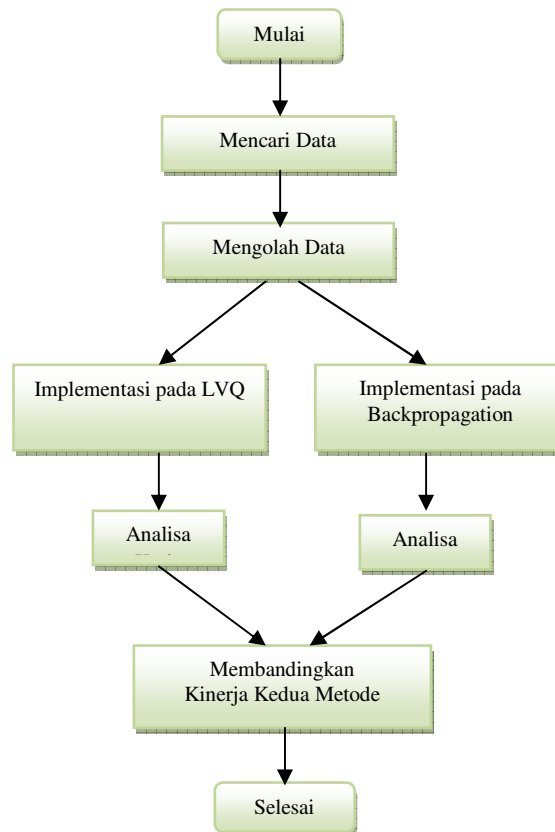 Mulai
Mencari Data
Mengolah Data
Implementasi pada LVQ
Implementasi pada
Backpropagation
Analisa
Analisa
Membandingkan
Kinerja Kedua Metode
Selesai